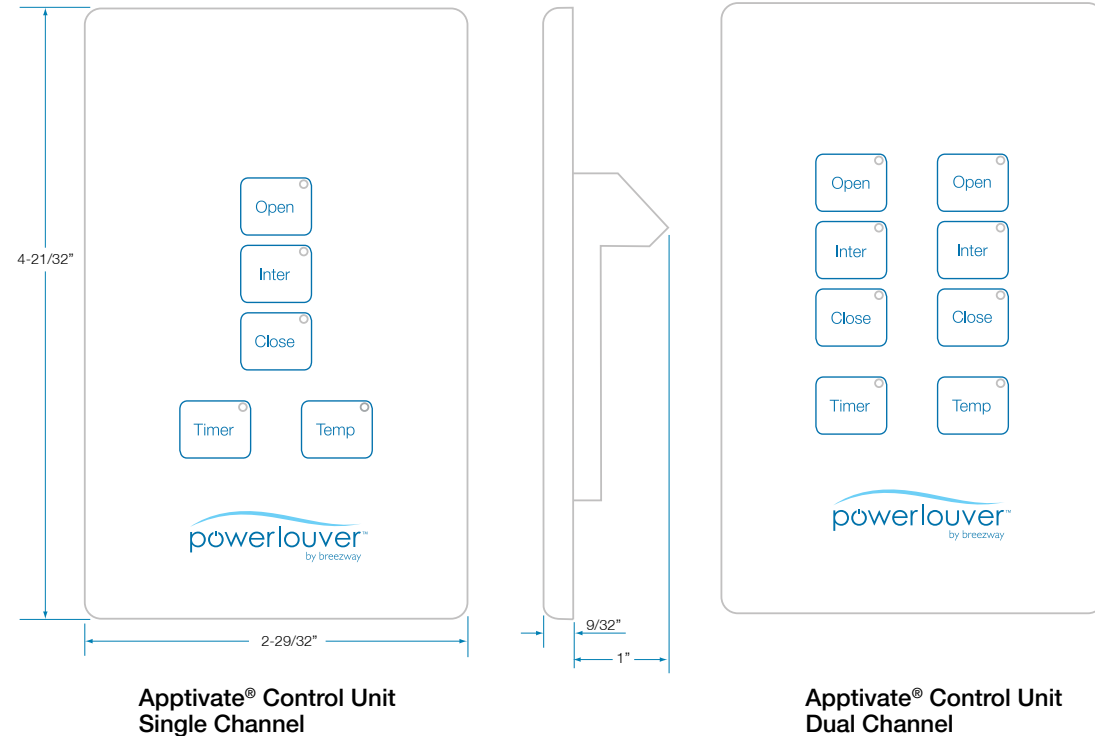 4-21/32”
Open
Inter
Close
Timer Temp
powerlouver™
by breezway
2-29/32”
9/32”
1”
Open Open
Inter Inter
Close Close
Timer Temp
powerlouver™
by breezway
Apptivate® Control Unit
Single Channel
Apptivate® Control Unit
Dual Channel